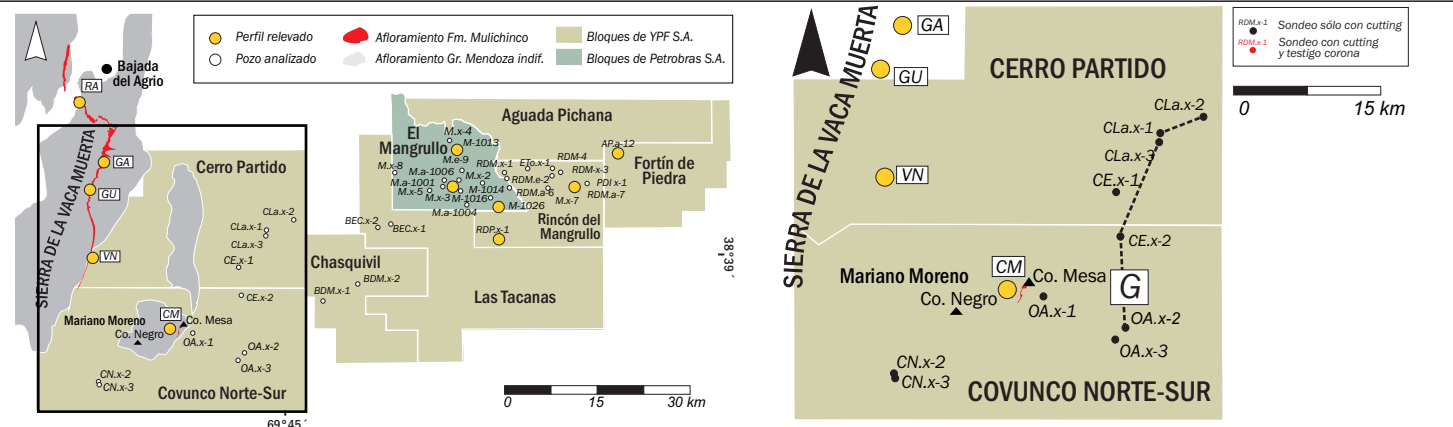 Perfil relevado
Pozo analizado
Afloramiento Fm. Mulichinco
Afloramiento Gr. Mendoza indif.
Bloques de YPF S.A.
Bloques de Petrobras S.A.
Bajada
del Agrio
RA
GA
GU
VN
SIERRA DE LA VACA MUERTA
Cerro Partido
CLa.x-2
CLa.x-1
CLa.x-3
CE.x-1
CE.x-2
CM
Mariano Moreno
Co. Mesa
Co. Negro
OA.x-1
OA.x-2
OA.x-3
CN.x-2
CN.x-3
Covunco Norte-Sur
69°45´
Aguada Pichana
El
Mangrullo
M.x-4
M-1013
M.x-8
M.e-9
M.a-1006
M.x-2
M.a-1001
M.x-5
M.x-3
M-1016
M-1014
M.a-1004
M-1026
RDM.x-1
ETo.x-1
RDM-4
RDM.e-2
RDM.x-3
RDM.a-6
PDI x-1
RDM.a-7
M.x-7
AP.a-12
Fortín de
Piedra
Rincón del
Mangrullo
RDP.x-1
BEC.x-2
BEC.x-1
Chasquivil
BDM.x-2
BDM.x-1
Las Tacanas
38°39´
0 15 30 km
SIERRA DE LA VACA MUERTA
GA
GU
VN
CERRO PARTIDO
CLa.x-2
CLa.x-1
CLa.x-3
CE.x-1
CE.x-2
Mariano Moreno
CM
Co. Mesa
Co. Negro
OA.x-1
G
OA.x-2
OA.x-3
CN.x-2
CN.x-3
COVUNCO NORTE-SUR
RDM.x-1 Sondeo sólo con cutting
RDM.x-1 Sondeo con cutting
y testigo corona
0 15 km